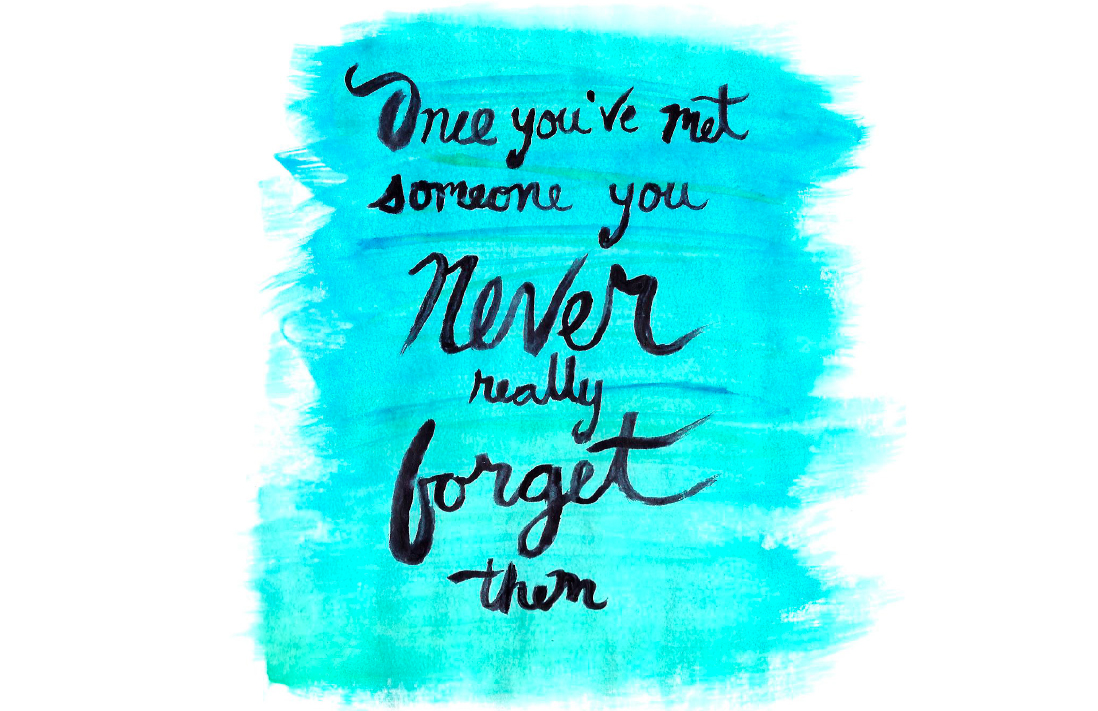 Once you've met
someone you
never
really
forget
them